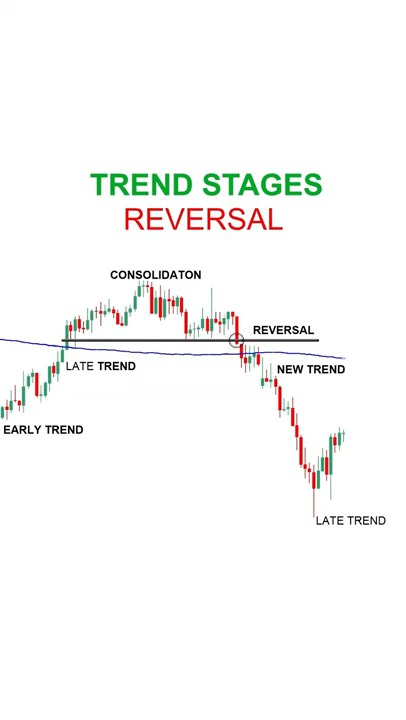 TREND STAGES
REVERSAL
CONSOLIDATON
REVERSAL
LATE TREND
NEW TREND
EARLY TREND
LATE TREND